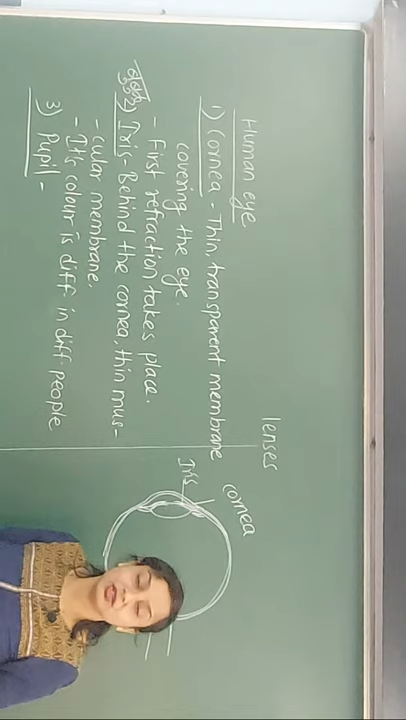 lenses
Human eye
1) Cornea - Thin, transparent membrane
covering the eye.
- First refraction takes place.
2) Iris - Behind the cornea, thin mus-
- cular membrane.
- It's colour is diff. in diff. people
3) Pupil -
cornea
Iris